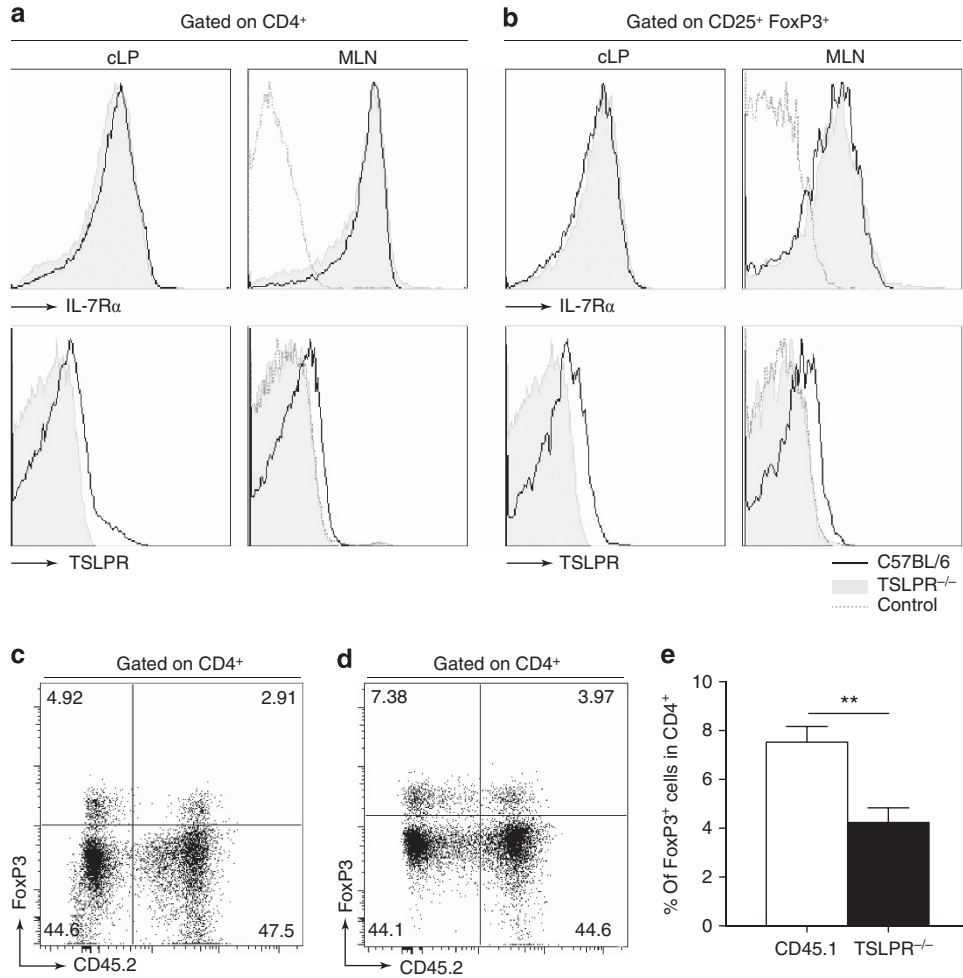 a
Gated on CD4⁺
cLP
MLN
IL-7Rα
TSLPR
TSLPR
b
Gated on CD25⁺ FoxP3⁺
cLP
MLN
IL-7Rα
TSLPR
TSLPR
C57BL/6
TSLPR⁻/⁻
Control
c
Gated on CD4⁺
4.92
2.91
44.6
47.5
FoxP3
CD45.2
d
Gated on CD4⁺
7.38
3.97
44.1
44.6
FoxP3
CD45.2
e
% Of FoxP3⁺ cells in CD4⁺
10
8
6
4
2
0
**
CD45.1
TSLPR⁻/⁻